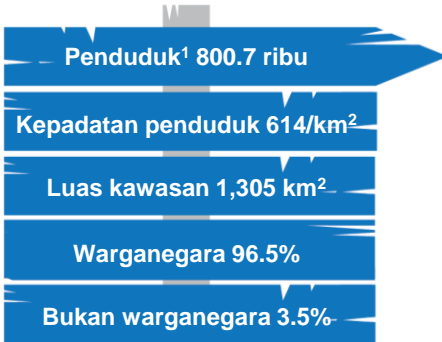 Penduduk¹ 800.7 ribu
Kepadatan penduduk 614/km²
Luas kawasan 1,305 km²
Warganegara 96.5%
Bukan warganegara 3.5%